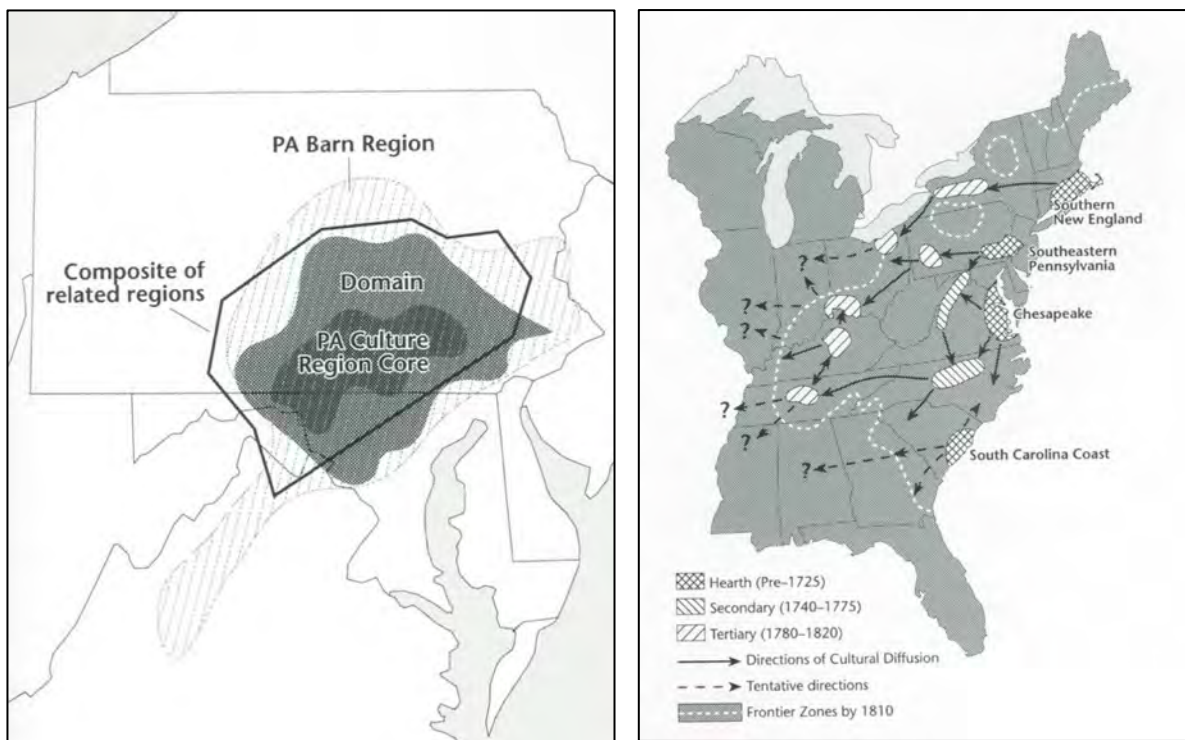 PA Barn Region
Composite of
related regions
Domain
PA Culture
Region Core
Southern
New England
Southeastern
Pennsylvania
Chesapeake
?
?
?
?
?
?
South Carolina Coast
Hearth (Pre–1725)
Secondary (1740–1775)
Tertiary (1780–1820)
Directions of Cultural Diffusion
Tentative directions
Frontier Zones by 1810